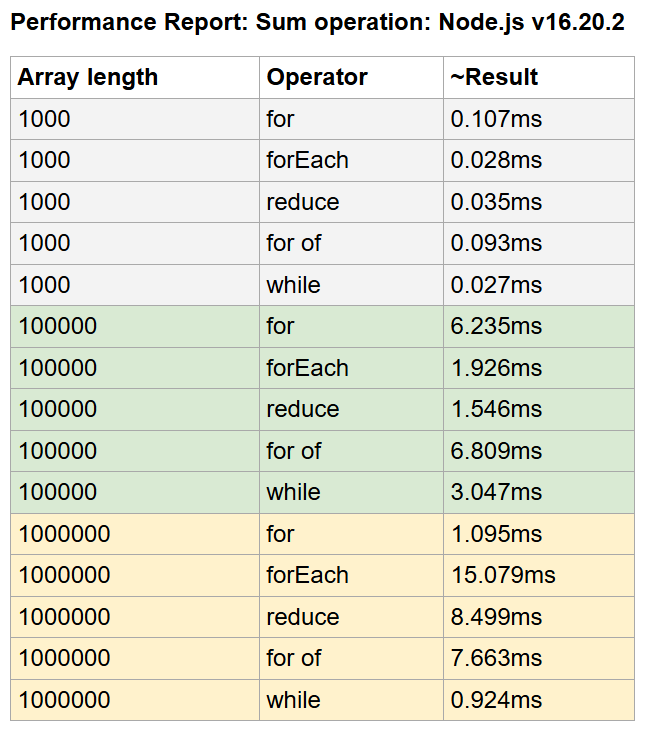 Performance Report: Sum operation: Node.js v16.20.2
Array length Operator ~Result
1000 for 0.107ms
1000 forEach 0.028ms
1000 reduce 0.035ms
1000 for of 0.093ms
1000 while 0.027ms
100000 for 6.235ms
100000 forEach 1.926ms
100000 reduce 1.546ms
100000 for of 6.809ms
100000 while 3.047ms
1000000 for 1.095ms
1000000 forEach 15.079ms
1000000 reduce 8.499ms
1000000 for of 7.663ms
1000000 while 0.924ms